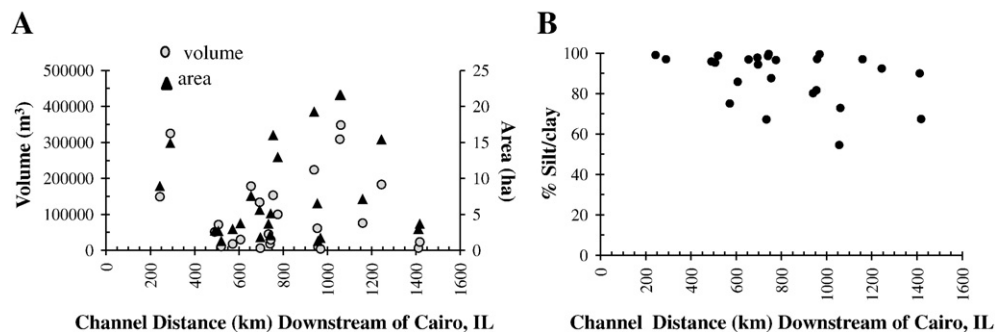 A
volume
area
500000
400000
300000
200000
100000
0
Volume (m³)
25
20
15
10
5
0
Area (ha)
0 200 400 600 800 1000 1200 1400 1600
Channel Distance (km) Downstream of Cairo, IL
B
100
80
60
40
20
0
% Silt/clay
0 200 400 600 800 1000 1200 1400 1600
Channel Distance (km) Downstream of Cairo, IL